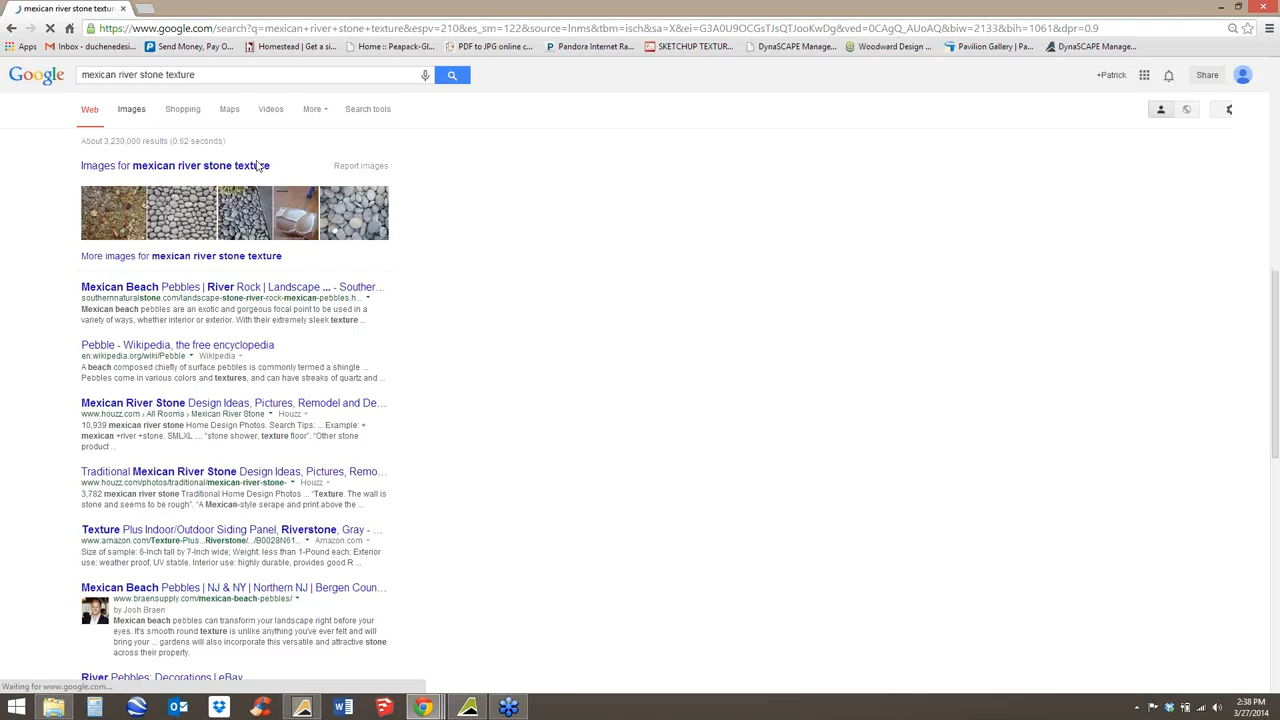 mexican river stone textur
https://www.google.com/search?q=mexican+river+stone+texture&espv=210&es_sm=122&source=lnms&tbm=isch&sa=X&ei=G3A0U9OCGsTJsQTJooKwDg&ved=0CAgQ_AUoAQ&biw=2133&bih=1061&dpr=0.9
Apps Inbox - duchenedesi... Send Money, Pay O... Homestead | Get a si... Home :: Peapack-Gl... PDF to JPG online c... Pandora Internet Ra... SKETCHUP TEXTUR... DynaSCAPE Manag... Woodward Design ... Pavilion Gallery | Pa... DynaSCAPE Manag...
Google mexican river stone texture +Patrick Share
Web Images Shopping Maps Videos More Search tools
About 3,230,000 results (0.62 seconds)
Images for mexican river stone texture Report images
More images for mexican river stone texture
Mexican Beach Pebbles | River Rock | Landscape ... - Souther...
southernnaturalstone.com/landscape-stone-river-rock-mexican-pebbles.h...
Mexican beach pebbles are an exotic and gorgeous focal point to be used in a
variety of ways, whether interior or exterior. With their extremely sleek texture ...
Pebble - Wikipedia, the free encyclopedia
en.wikipedia.org/wiki/Pebble Wikipedia
A beach composed chiefly of surface pebbles is commonly termed a shingle ...
Pebbles come in various colors and textures, and can have streaks of quartz and ...
Mexican River Stone Design Ideas, Pictures, Remodel and De...
www.houzz.com › All Rooms › Mexican River Stone Houzz
10,939 mexican river stone Home Design Photos. Search Tips: ... Example: +
mexican +river +stone. SMLXL .... "stone shower, texture floor". "Other stone
product ...
Traditional Mexican River Stone Design Ideas, Pictures, Remo...
www.houzz.com/photos/traditional/mexican-river-stone- Houzz
3,782 mexican river stone Traditional Home Design Photos ... "Texture. The wall is
stone and seems to be rough". "A Mexican-style serape and print above the ...
Texture Plus Indoor/Outdoor Siding Panel, Riverstone, Gray - ...
www.amazon.com/Texture-Plus...Riverstone/.../B0028N61... Amazon.com
Size of sample: 6-Inch tall by 7-Inch wide; Weight: less than 1-Pound each; Exterior
use: weather proof, UV stable. Interior use: highly durable, provides good R ...
Mexican Beach Pebbles | NJ & NY | Northern NJ | Bergen Coun...
www.braensupply.com/mexican-beach-pebbles/
by Josh Braen
Mexican beach pebbles can transform your landscape right before your
eyes. It's smooth round texture is unlike anything you've ever felt and will
bring your ... gardens will also incorporate this versatile and attractive stone
across their property.
River Pebbles: Decorations | eBay
Waiting for www.google.com...
2:38 PM
3/27/2014